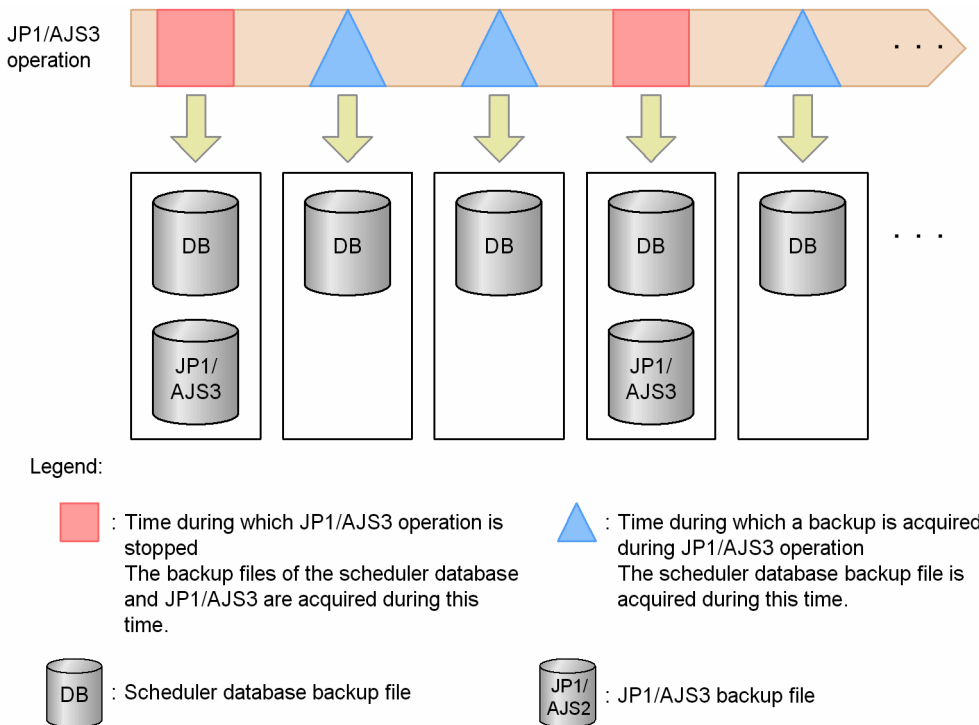 JP1/AJS3
operation
. . .
DB
DB
DB
DB
DB
. . .
JP1/
AJS3
JP1/
AJS3
Legend:
: Time during which JP1/AJS3 operation is
stopped
The backup files of the scheduler database
and JP1/AJS3 are acquired during this
time.
: Time during which a backup is acquired
during JP1/AJS3 operation
The scheduler database backup file is
acquired during this time.
DB
: Scheduler database backup file
JP1/
AJS2
: JP1/AJS3 backup file